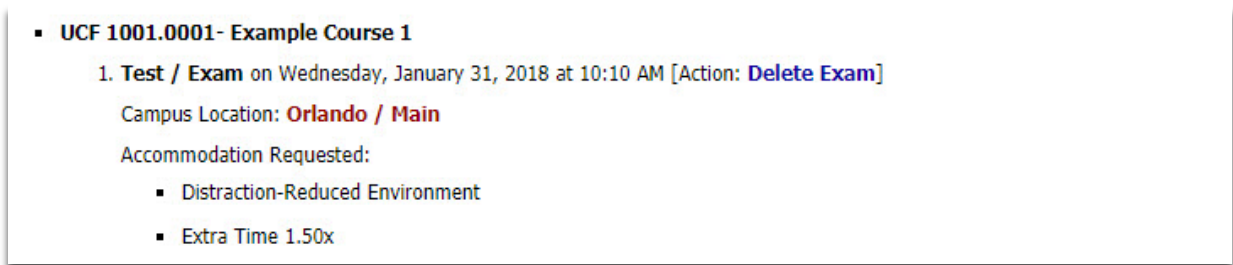 ▪ UCF 1001.0001- Example Course 1
1. Test / Exam on Wednesday, January 31, 2018 at 10:10 AM [Action: Delete Exam]
Campus Location: Orlando / Main
Accommodation Requested:
▪ Distraction-Reduced Environment
▪ Extra Time 1.50x